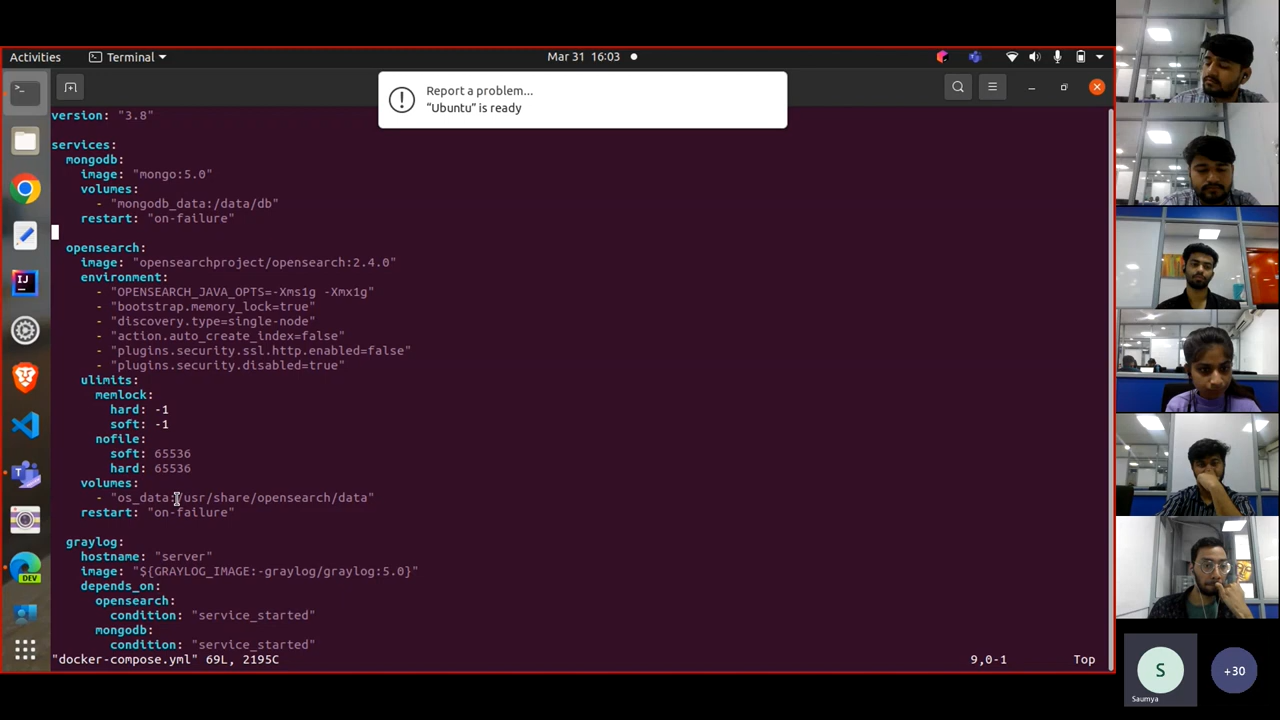 Activities
Terminal
Mar 31 16:03
Report a problem...
“Ubuntu” is ready
version: "3.8"
services:
mongodb:
image: "mongo:5.0"
volumes:
- "mongodb_data:/data/db"
restart: "on-failure"
opensearch:
image: "opensearchproject/opensearch:2.4.0"
environment:
- "OPENSEARCH_JAVA_OPTS=-Xms1g -Xmx1g"
- "bootstrap.memory_lock=true"
- "discovery.type=single-node"
- "action.auto_create_index=false"
- "plugins.security.ssl.http.enabled=false"
- "plugins.security.disabled=true"
ulimits:
memlock:
hard: -1
soft: -1
nofile:
soft: 65536
hard: 65536
volumes:
- "os_data:/usr/share/opensearch/data"
restart: "on-failure"
graylog:
hostname: "server"
image: "${GRAYLOG_IMAGE:-graylog/graylog:5.0}"
depends_on:
opensearch:
condition: "service_started"
mongodb:
condition: "service_started"
"docker-compose.yml" 69L, 2195C
9,0-1
Top
IJ
DEV
S
Saumya
+30